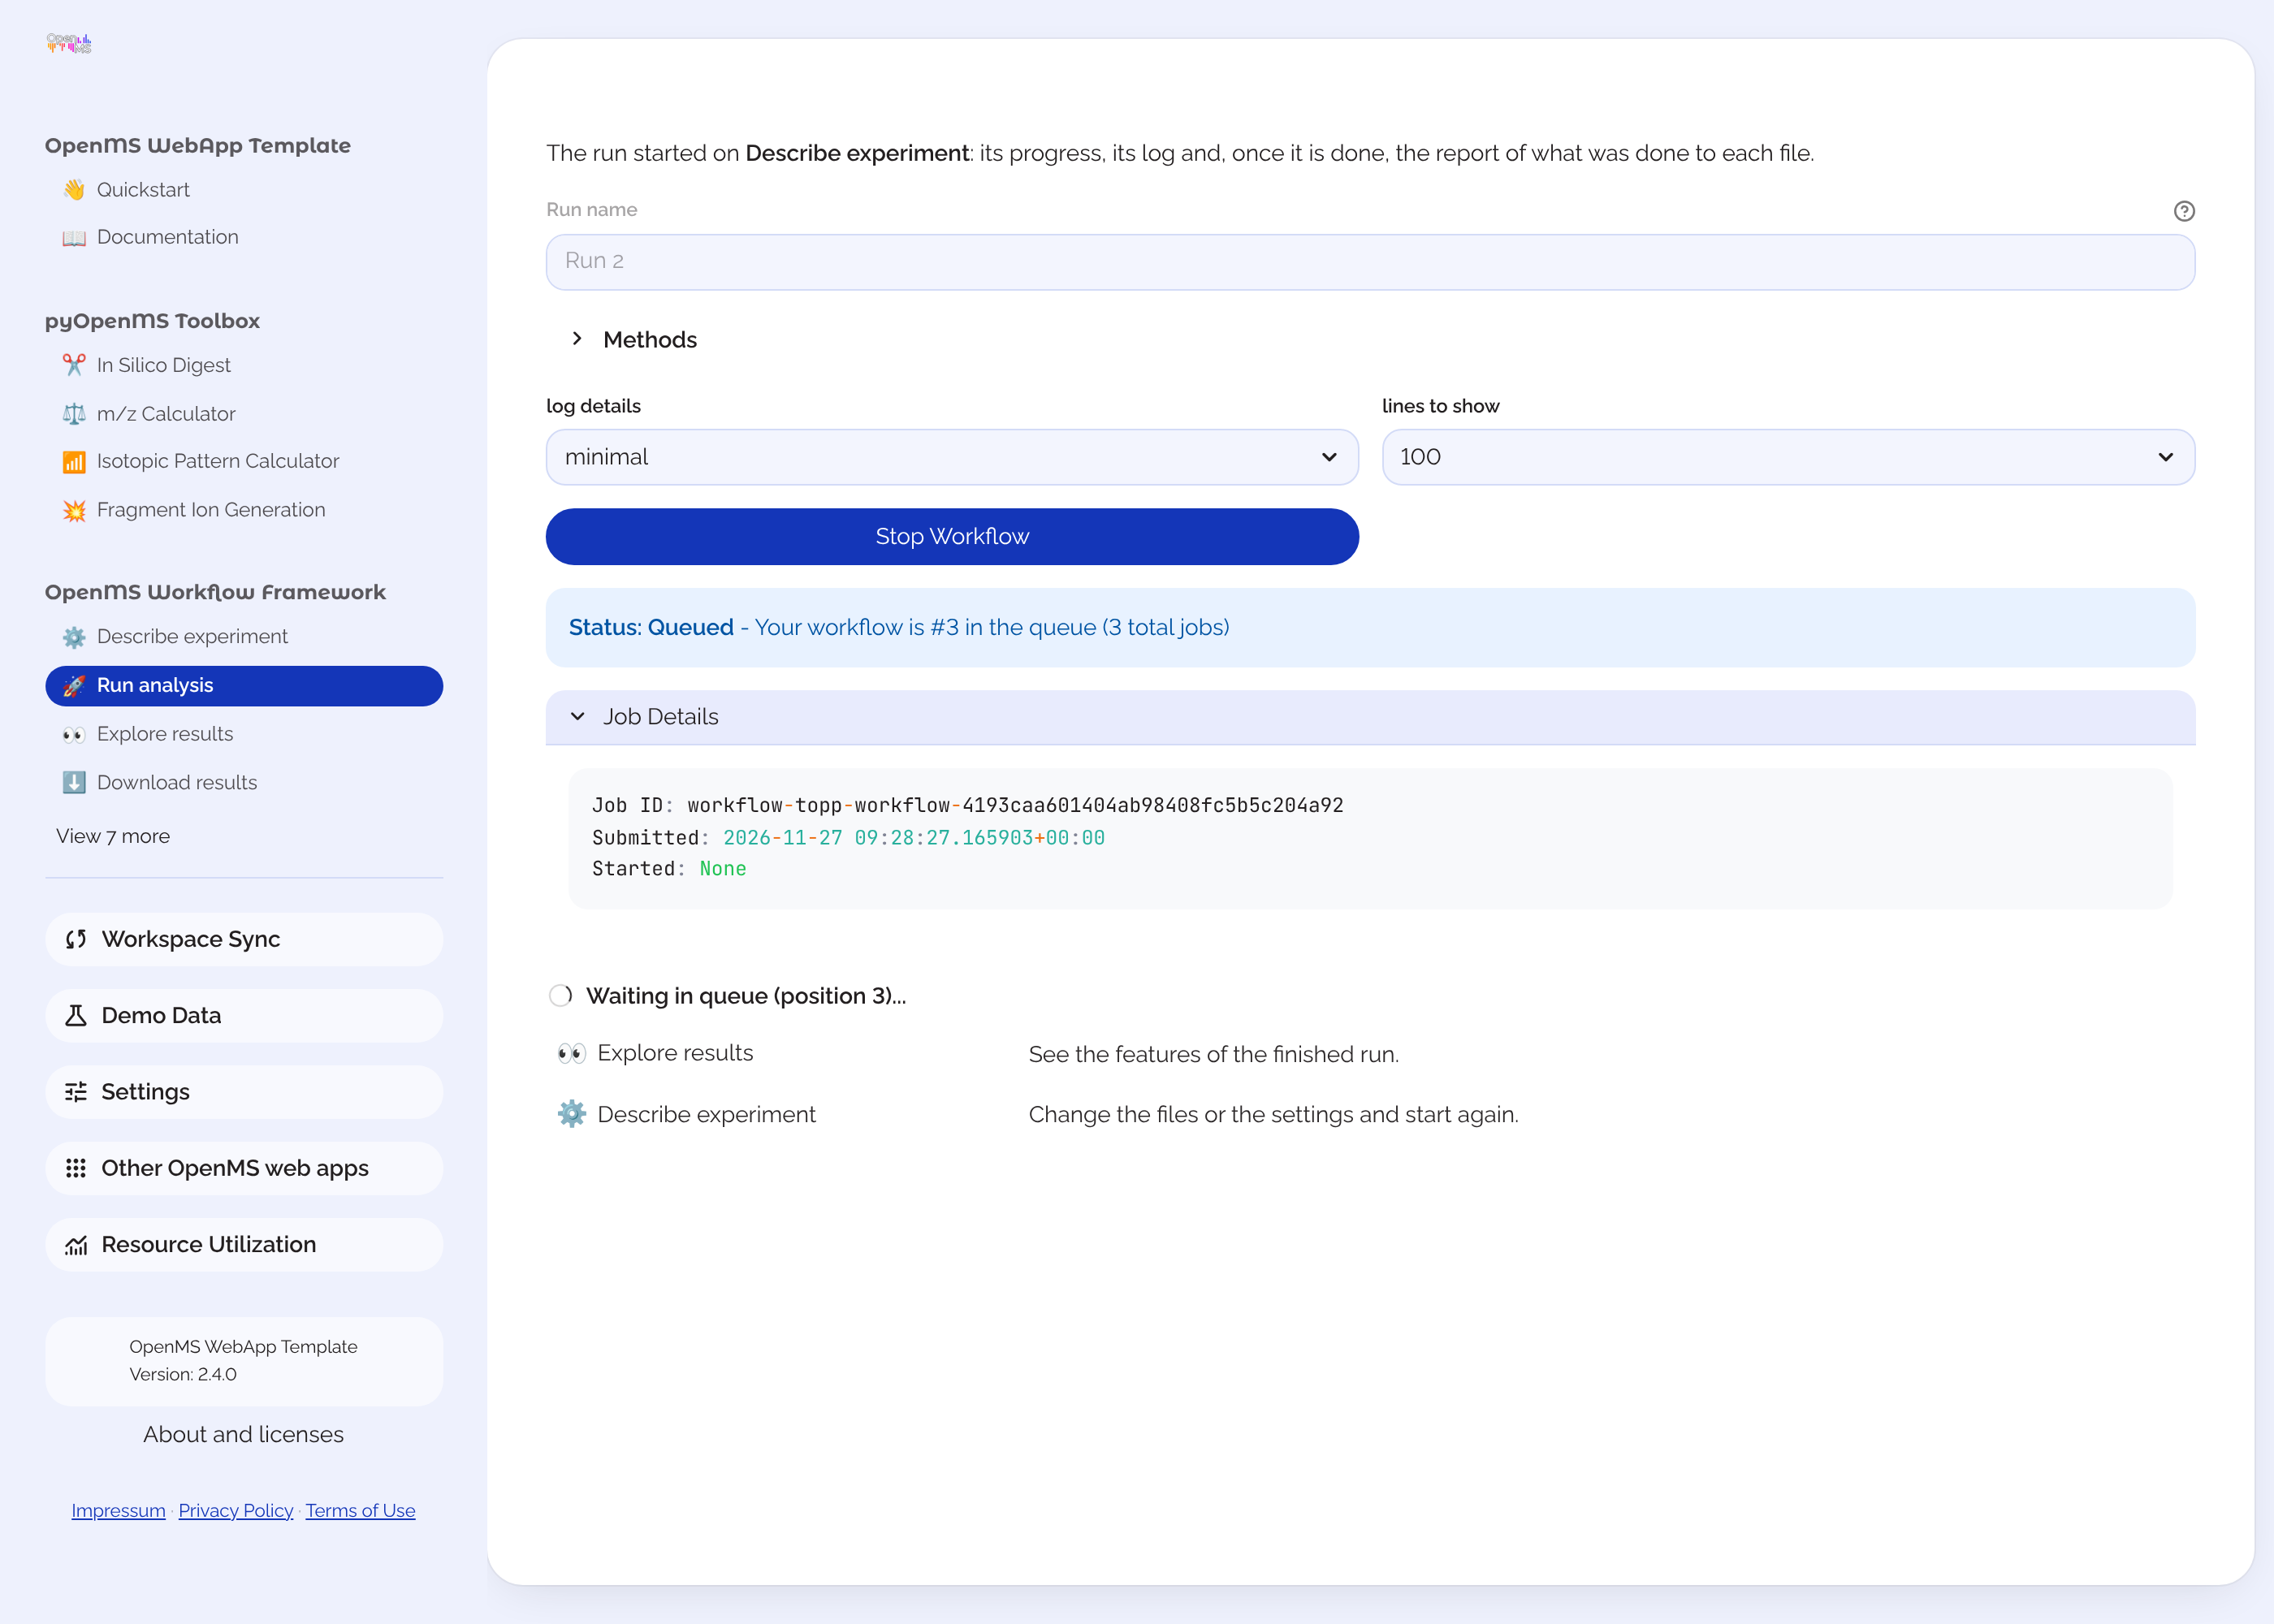 OpenMS
OpenMS WebApp Template
Quickstart
Documentation
pyOpenMS Toolbox
In Silico Digest
m/z Calculator
Isotopic Pattern Calculator
Fragment Ion Generation
OpenMS Workflow Framework
Describe experiment
Run analysis
Explore results
Download results
View 7 more
Workspace Sync
Demo Data
Settings
Other OpenMS web apps
Resource Utilization
OpenMS WebApp Template
Version: 2.4.0
About and licenses
Impressum · Privacy Policy · Terms of Use
The run started on Describe experiment: its progress, its log and, once it is done, the report of what was done to each file.
Run name
Run 2
Methods
log details
lines to show
minimal
100
Stop Workflow
Status: Queued - Your workflow is #3 in the queue (3 total jobs)
Job Details
Job ID: workflow-topp-workflow-4193caa601404ab98408fc5b5c204a92
Submitted: 2026-11-27 09:28:27.165903+00:00
Started: None
Waiting in queue (position 3)...
Explore results
See the features of the finished run.
Describe experiment
Change the files or the settings and start again.